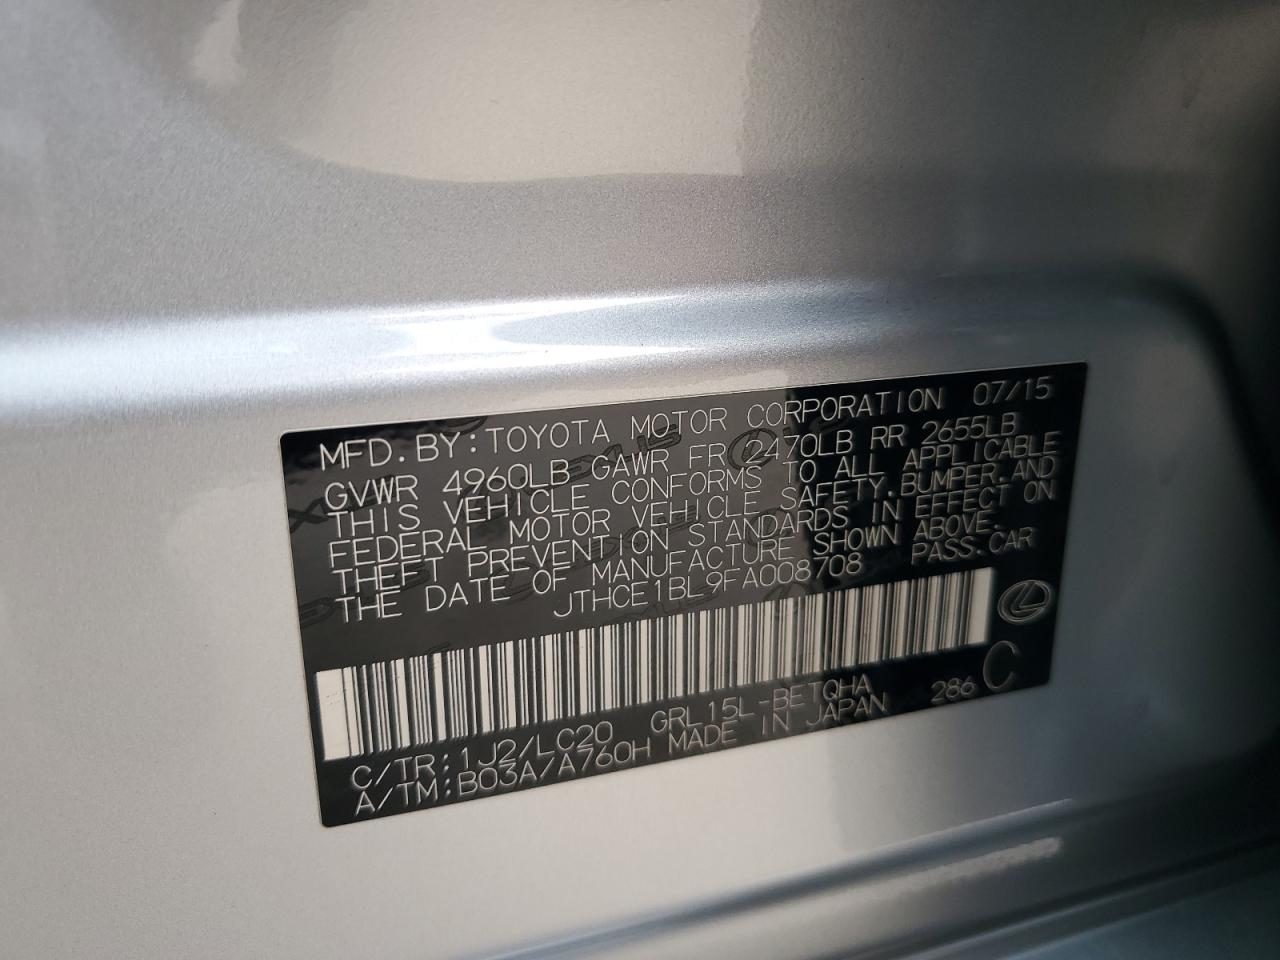 MFD. BY: TOYOTA MOTOR CORPORATION 07/15
GVWR 4960LB GAWR FR 2470LB RR 2655LB
THIS VEHICLE CONFORMS TO ALL APPLICABLE
FEDERAL MOTOR VEHICLE SAFETY, BUMPER, AND
THEFT PREVENTION STANDARDS IN EFFECT ON
THE DATE OF MANUFACTURE SHOWN ABOVE.
JTHCE1BL9FA008708 PASS. CAR
C/TR: 1J2/LC20 GRL15L-BETQHA 286 C
A/TM: B03A/A760H MADE IN JAPAN